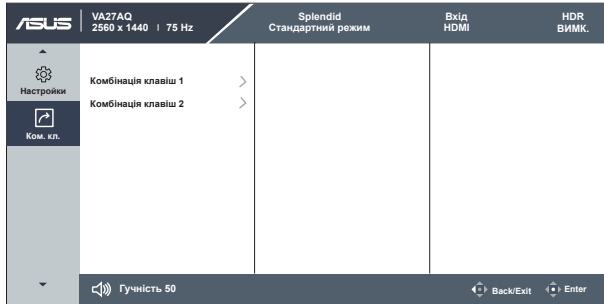 ASUS
VA27AQ
2560 x 1440 | 75 Hz
Splendid
Стандартний режим
Вхід
HDMI
HDR
ВИМК.
Настройки
Ком. кл.
Комбінація клавіш 1
Комбінація клавіш 2
Гучність 50
Back/Exit
Enter